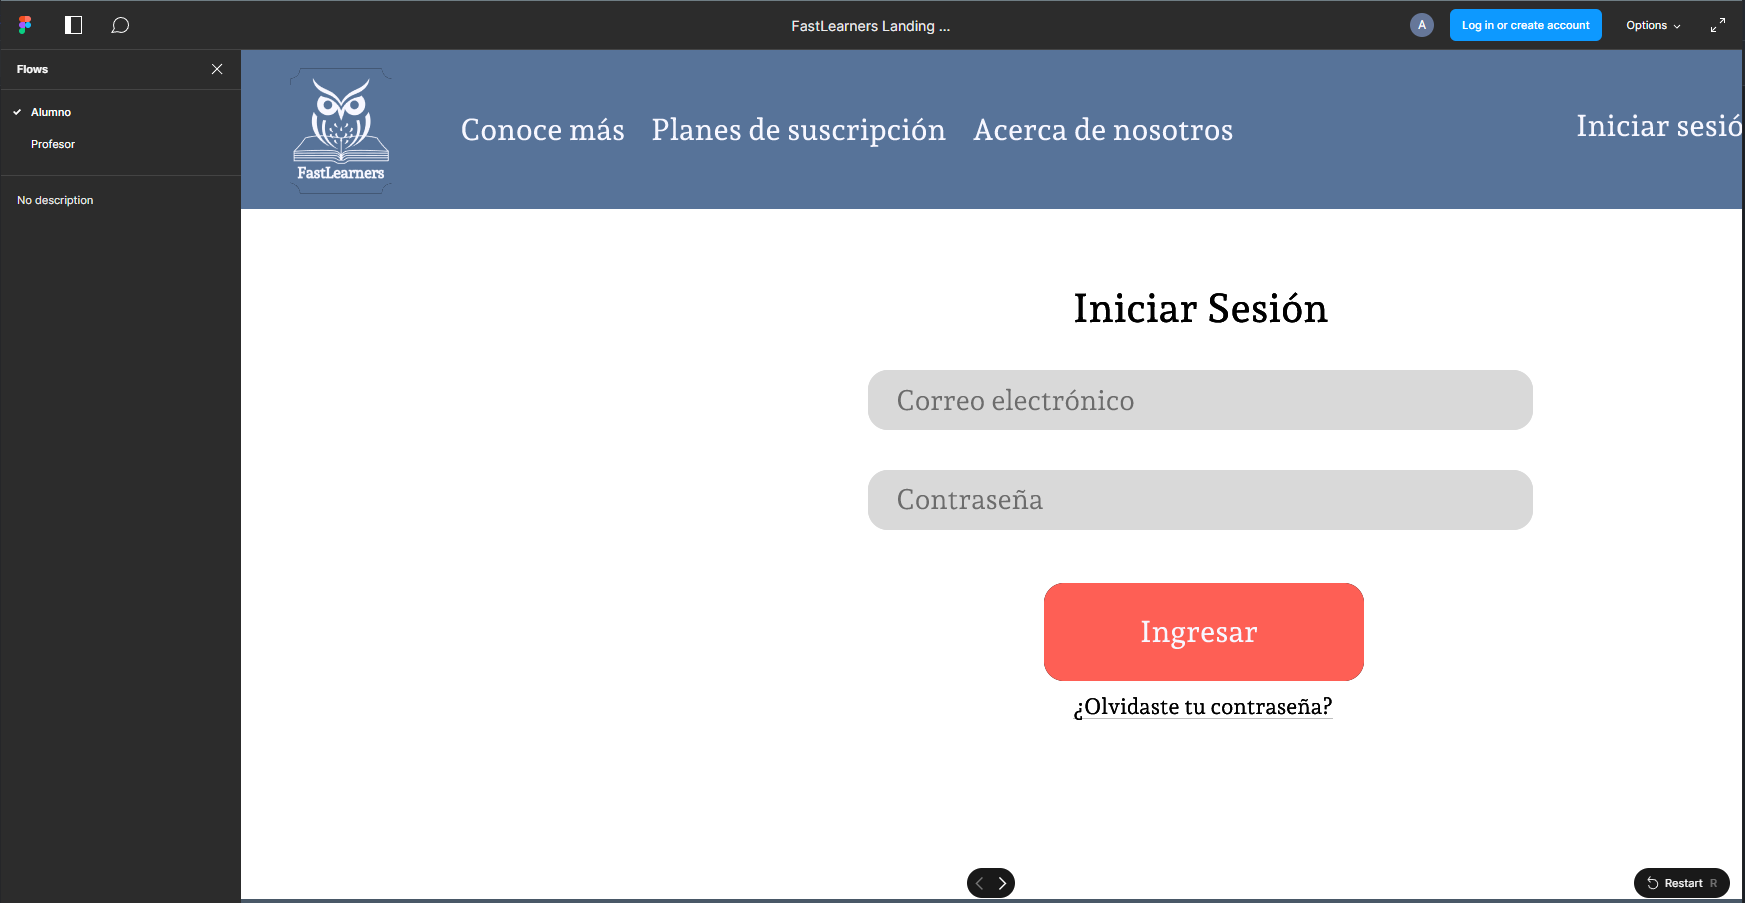 FastLearners Landing ...
A
Log in or create account
Options
Flows
Alumno
Profesor
No description
FastLearners
Conoce más Planes de suscripción Acerca de nosotros
Iniciar sesió
Iniciar Sesión
Correo electrónico
Contraseña
Ingresar
¿Olvidaste tu contraseña?
Restart R